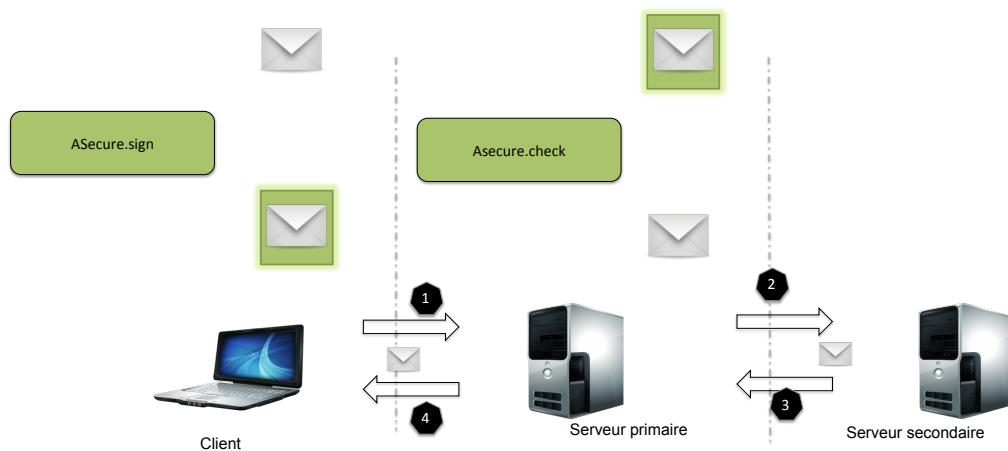 ASecure.sign
Asecure.check
1
2
4
3
Client
Serveur primaire
Serveur secondaire